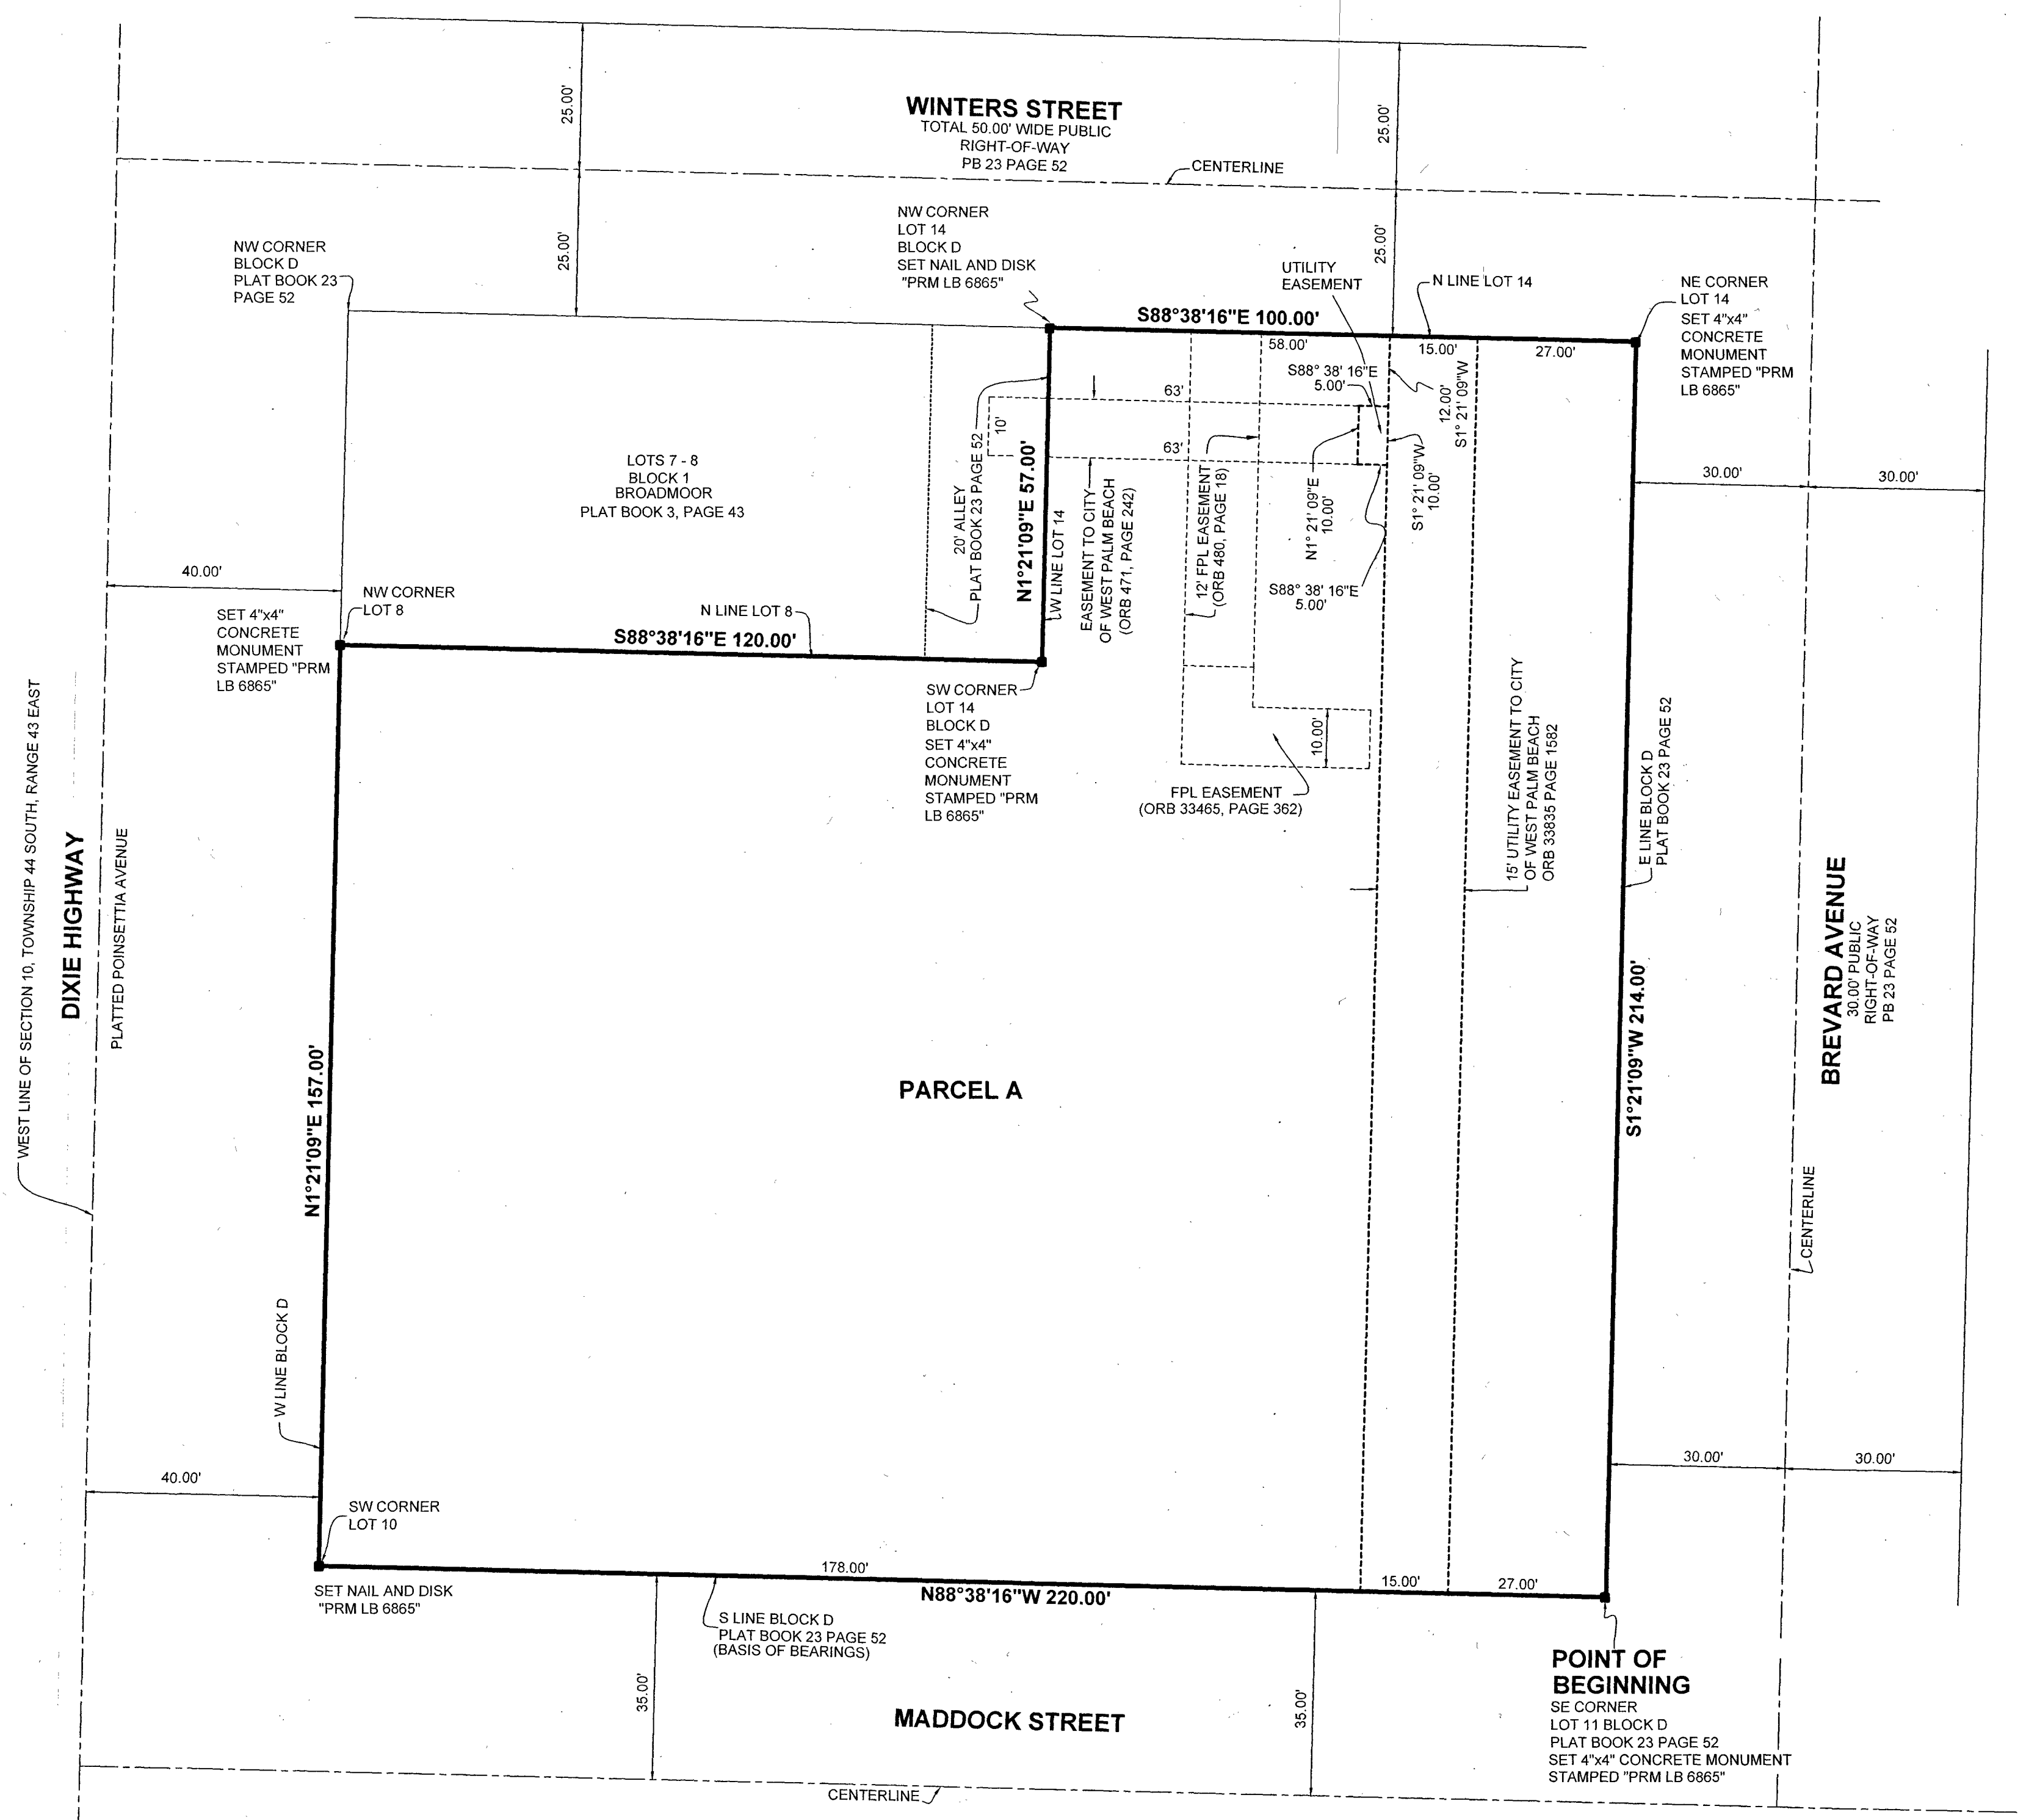 25.00'
WINTERS STREET
TOTAL 50.00' WIDE PUBLIC
RIGHT-OF-WAY
PB 23 PAGE 52
25.00'
CENTERLINE
25.00'
25.00'
NW CORNER
BLOCK D
PLAT BOOK 23
PAGE 52
NW CORNER
LOT 14
BLOCK D
SET NAIL AND DISK
"PRM LB 6865"
UTILITY
EASEMENT
N LINE LOT 14
NE CORNER
LOT 14
SET 4"x4"
CONCRETE
MONUMENT
STAMPED "PRM
LB 6865"
S88°38'16"E 100.00'
58.00'
15.00'
27.00'
S88° 38' 16"E
5.00'
12.00'
S1° 21' 09"W
63'
10'
63'
LOTS 7 - 8
BLOCK 1
BROADMOOR
PLAT BOOK 3, PAGE 43
20' ALLEY
PLAT BOOK 23 PAGE 52
N1°21'09"E 57.00'
W LINE LOT 14
EASEMENT TO CITY
OF WEST PALM BEACH
(ORB 471, PAGE 242)
12' FPL EASEMENT
(ORB 480, PAGE 18)
N1° 21' 09"E
10.00'
S1° 21' 09"W
10.00'
S88° 38' 16"E
5.00'
30.00'
30.00'
40.00'
NW CORNER
LOT 8
SET 4"x4"
CONCRETE
MONUMENT
STAMPED "PRM
LB 6865"
N LINE LOT 8
S88°38'16"E 120.00'
SW CORNER
LOT 14
BLOCK D
SET 4"x4"
CONCRETE
MONUMENT
STAMPED "PRM
LB 6865"
10.00'
FPL EASEMENT
(ORB 33465, PAGE 362)
15' UTILITY EASEMENT TO CITY
OF WEST PALM BEACH
ORB 33835 PAGE 1582
E LINE BLOCK D
PLAT BOOK 23 PAGE 52
WEST LINE OF SECTION 10, TOWNSHIP 44 SOUTH, RANGE 43 EAST
DIXIE HIGHWAY
PLATTED POINSETTIA AVENUE
N1°21'09"E 157.00'
PARCEL A
S1°21'09"W 214.00'
BREVARD AVENUE
30.00' PUBLIC
RIGHT-OF-WAY
PB 23 PAGE 52
CENTERLINE
W LINE BLOCK D
40.00'
30.00'
30.00'
SW CORNER
LOT 10
SET NAIL AND DISK
"PRM LB 6865"
178.00'
15.00'
27.00'
N88°38'16"W 220.00'
S LINE BLOCK D
PLAT BOOK 23 PAGE 52
(BASIS OF BEARINGS)
35.00'
MADDOCK STREET
35.00'
POINT OF
BEGINNING
SE CORNER
LOT 11 BLOCK D
PLAT BOOK 23 PAGE 52
SET 4"x4" CONCRETE MONUMENT
STAMPED "PRM LB 6865"
CENTERLINE